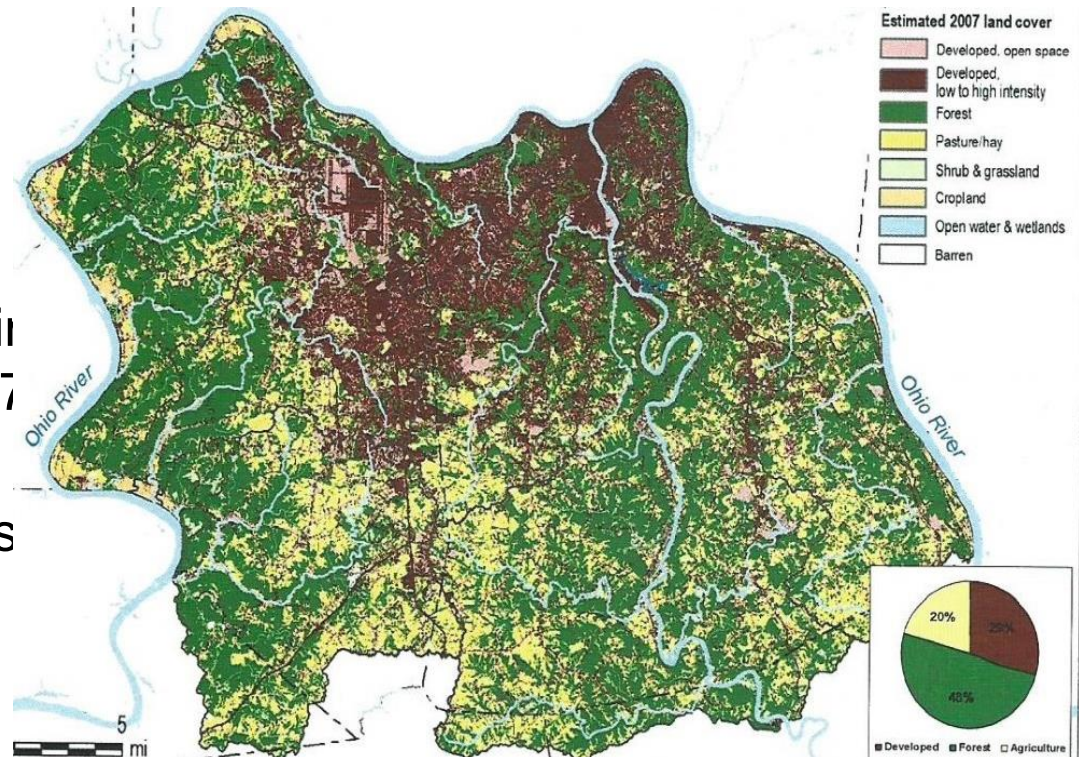 Estimated 2007 land cover
Developed, open space
Developed,
low to high intensity
Forest
Pasture/hay
Shrub & grassland
Cropland
Open water & wetlands
Barren
Ohio River
Ohio River
7
s
5
mi
20%
48%
Developed Forest Agriculture